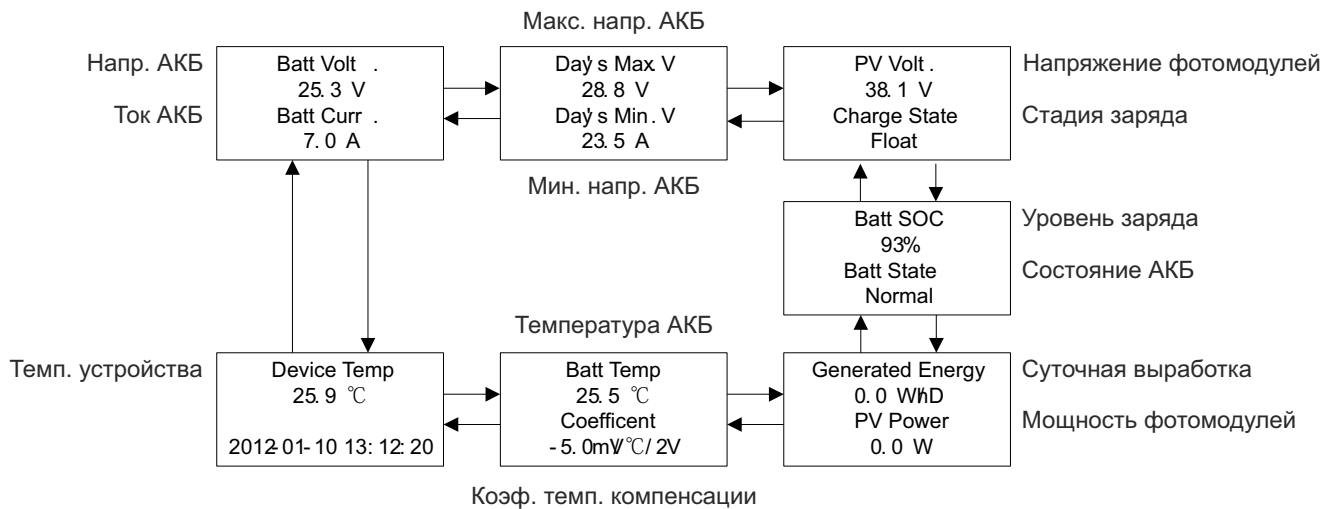 Макс. напр. АКБ
Напр. АКБ
Ток АКБ
Batt Volt .
25.3 V
Batt Curr .
7.0 A
Day's Max. V
28.8 V
Day's Min. V
23.5 A
PV Volt .
38.1 V
Charge State
Float
Напряжение фотомодулей
Стадия заряда
Мин. напр. АКБ
Batt SOC
93%
Batt State
Normal
Уровень заряда
Состояние АКБ
Температура АКБ
Темп. устройства
Device Temp
25.9 ℃
2012-01-10 13:12:20
Batt Temp
25.5 ℃
Coefficent
-5.0mV/℃/2V
Generated Energy
0.0 WhD
PV Power
0.0 W
Суточная выработка
Мощность фотомодулей
Коэф. темп. компенсации